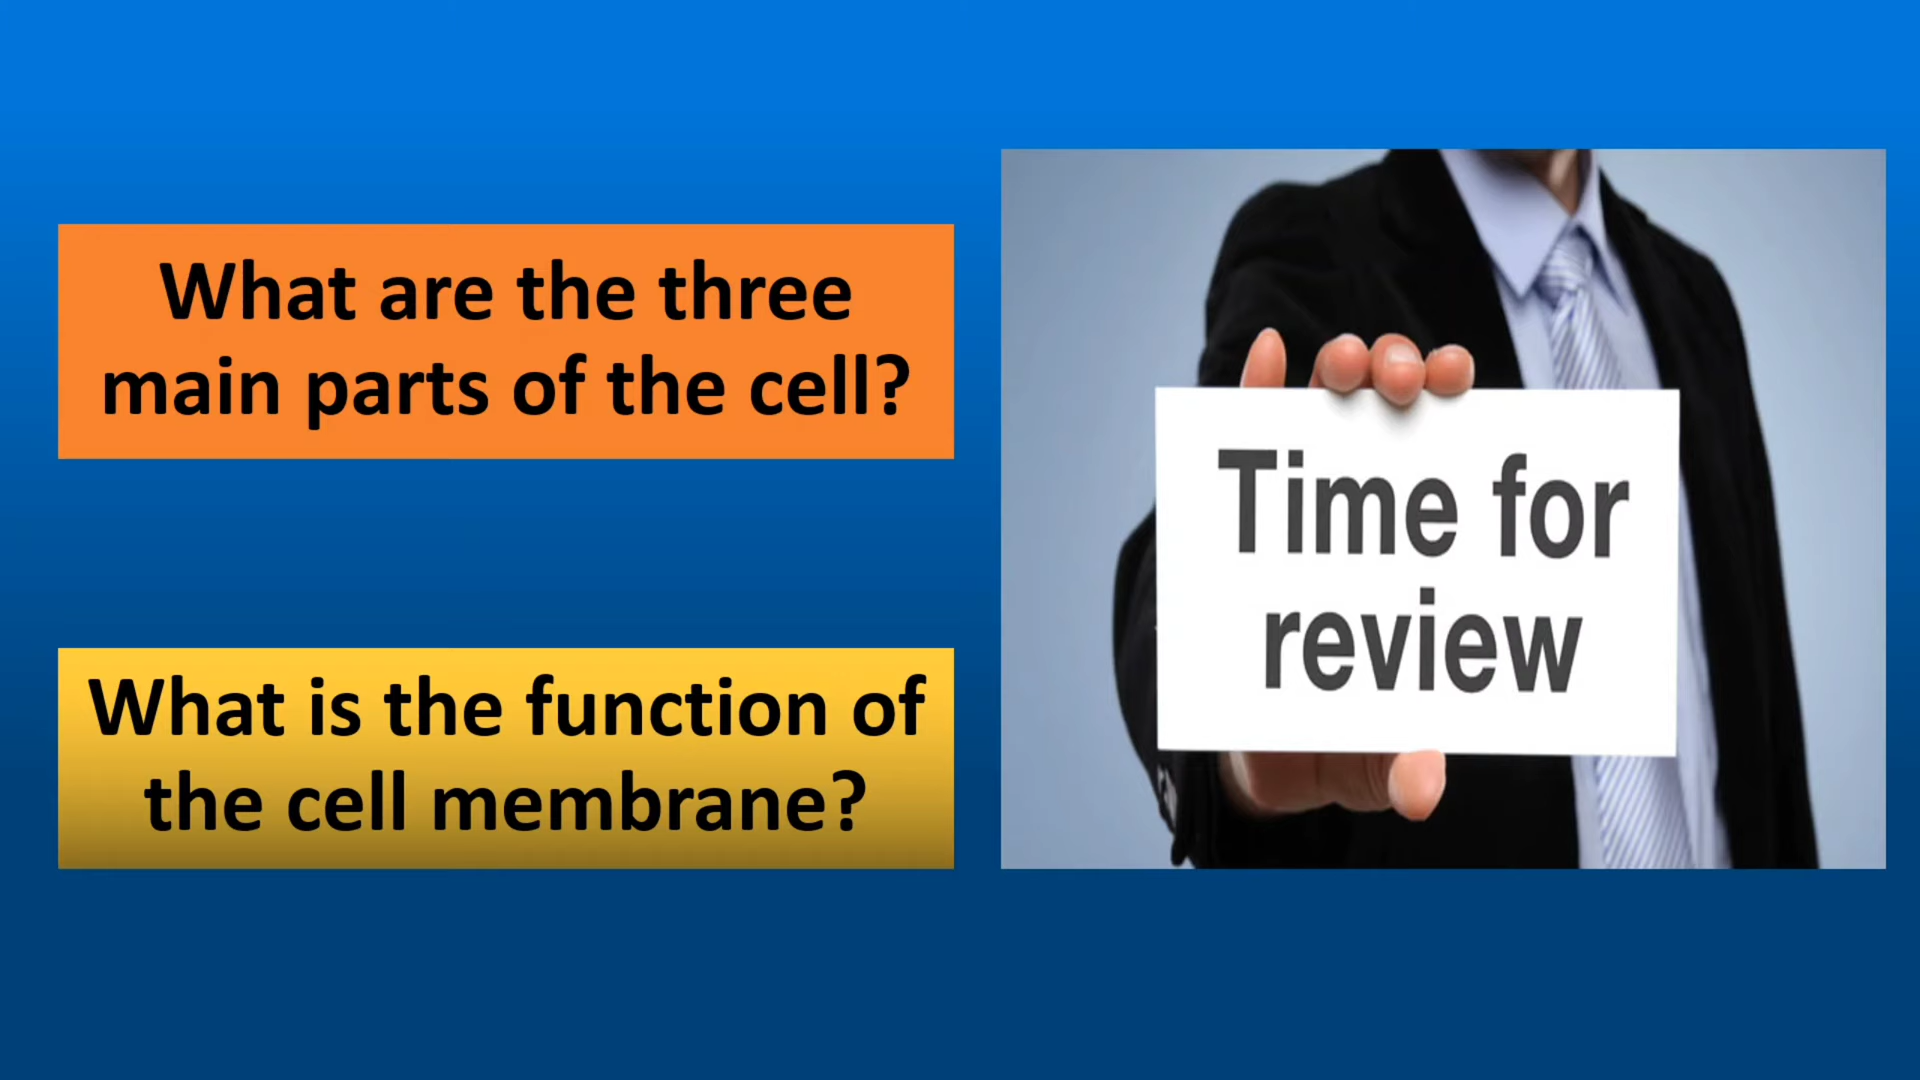 What are the three
main parts of the cell?
What is the function of
the cell membrane?
Time for
review